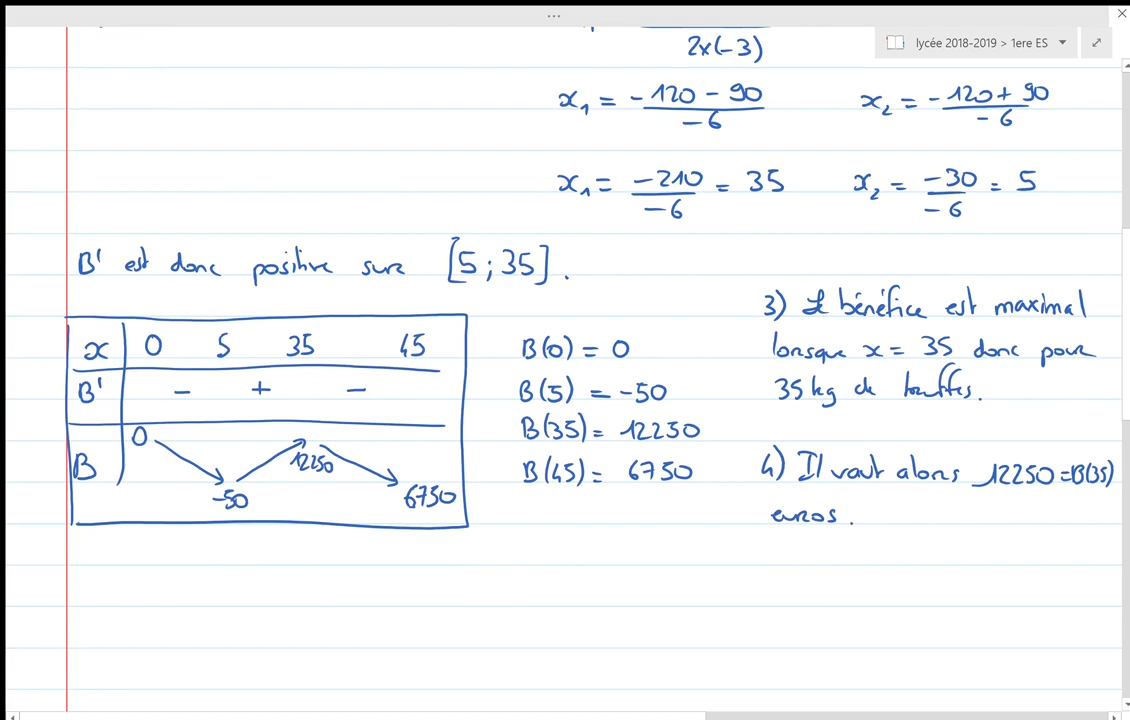 lycée 2018-2019 > 1ere ES
2x(-3)
x₁ = -120 - 90 / -6
x₂ = -120 + 90 / -6
x₁ = -210 / -6 = 35
x₂ = -30 / -6 = 5
B' est donc positive sur [5 ; 35].
x 0 5 35 45
B' - + -
B 0 -50 12250 6750
B(0) = 0
B(5) = -50
B(35) = 12250
B(45) = 6750
3) Le bénéfice est maximal
lorsque x = 35 donc pour
35 kg de truffes.
4) Il vaut alors 12250 = B(35)
euros.